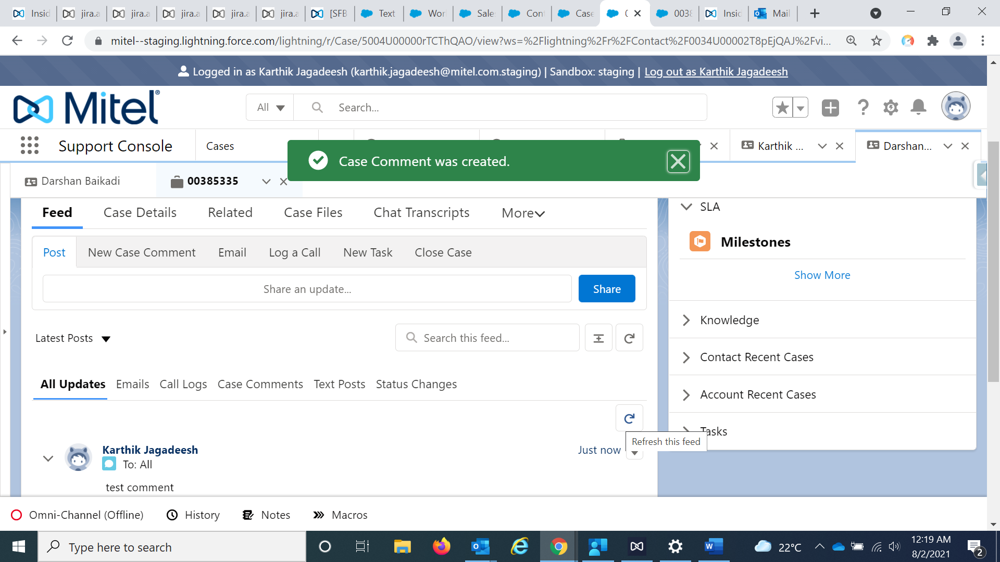 Insid
jira.a
jira.a
jira.a
jira.a
jira.a
[SFB
Text
Wor
Sale
Con
Case
0038
Insid
Mail
mitel--staging.lightning.force.com/lightning/r/Case/5004U00000rTCThQAO/view?ws=%2Flightning%2Fr%2FContact%2F0034U00002T8pEjQAJ%2Fvi...
Logged in as Karthik Jagadeesh (karthik.jagadeesh@mitel.com.staging) | Sandbox: staging | Log out as Karthik Jagadeesh
Mitel®
All
Search...
Support Console
Cases
Karthik ...
Darshan...
Case Comment was created.
Darshan Baikadi
00385335
Feed
Case Details
Related
Case Files
Chat Transcripts
More
SLA
Milestones
Show More
Post
New Case Comment
Email
Log a Call
New Task
Close Case
Share an update...
Share
Knowledge
Latest Posts
Search this feed...
Contact Recent Cases
All Updates
Emails
Call Logs
Case Comments
Text Posts
Status Changes
Account Recent Cases
Tasks
Refresh this feed
Karthik Jagadeesh
Just now
To: All
test comment
Omni-Channel (Offline)
History
Notes
Macros
Type here to search
22°C
12:19 AM
8/2/2021
2